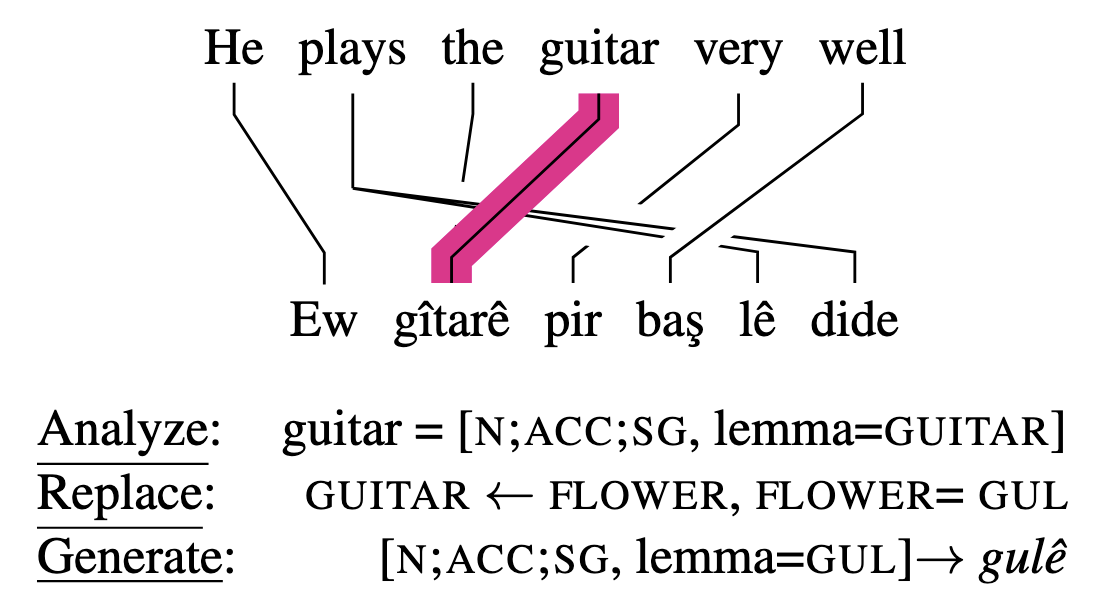 He plays the guitar very well
Ew gîtarê pir baş lê dide
Analyze: guitar = [N;ACC;SG, lemma=GUITAR]
Replace: GUITAR ← FLOWER, FLOWER= GUL
Generate: [N;ACC;SG, lemma=GUL]→ gulê